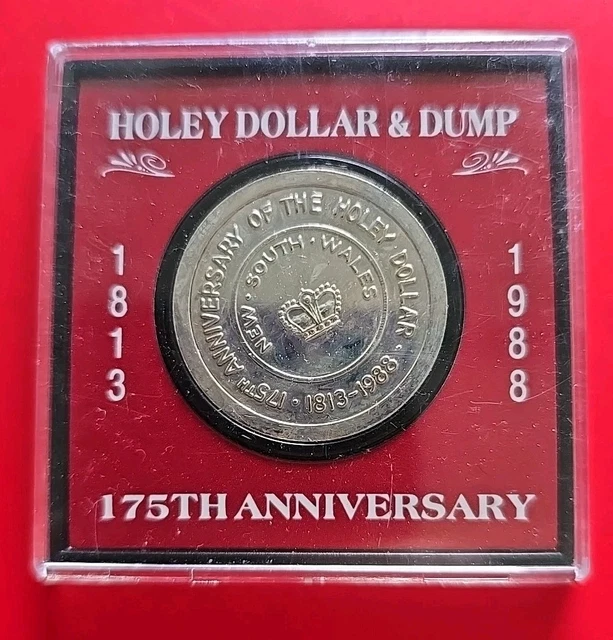 HOLEY DOLLAR & DUMP
1813
1988
175TH ANNIVERSARY OF THE HOLEY DOLLAR · 1813-1988 ·
NEW · SOUTH · WALES
175TH ANNIVERSARY